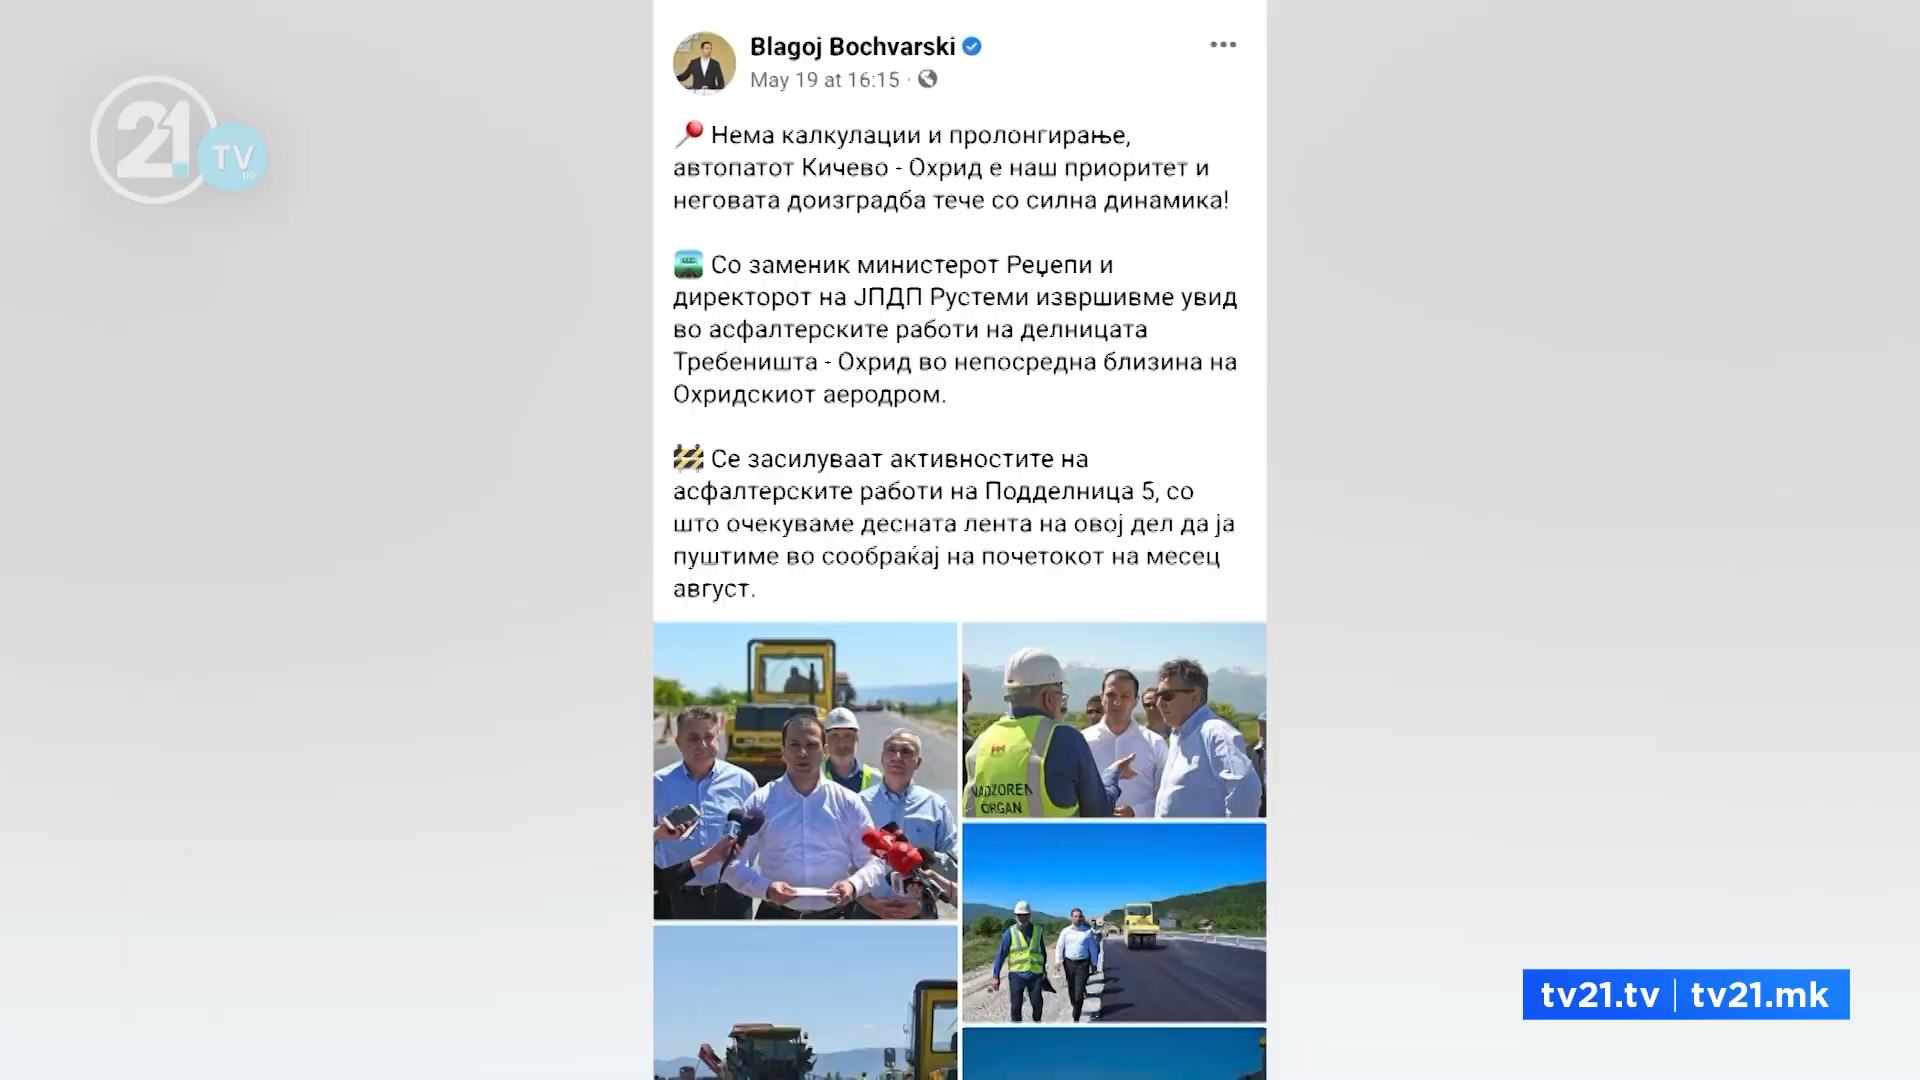 21 TV HD
Blagoj Bochvarski
May 19 at 16:15 ·
Нема калкулации и пролонгирање,
автопатот Кичево - Охрид е наш приоритет и
неговата доизградба тече со силна динамика!
Со заменик министерот Реџепи и
директорот на ЈПДП Рустеми извршивме увид
во асфалтерските работи на делницата
Требеништа - Охрид во непосредна близина на
Охридскиот аеродром.
Се засилуваат активностите на
асфалтерските работи на Подделница 5, со
што очекуваме десната лента на овој дел да ја
пуштиме во сообраќај на почетокот на месец
август.
NADZOREN
ORGAN
tv21.tv | tv21.mk